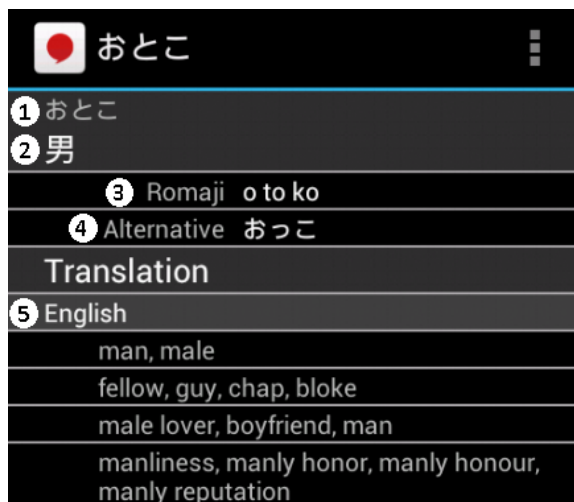 おとこ
1 おとこ
2 男
3 Romaji o to ko
4 Alternative おっこ
Translation
5 English
man, male
fellow, guy, chap, bloke
male lover, boyfriend, man
manliness, manly honor, manly honour,
manly reputation